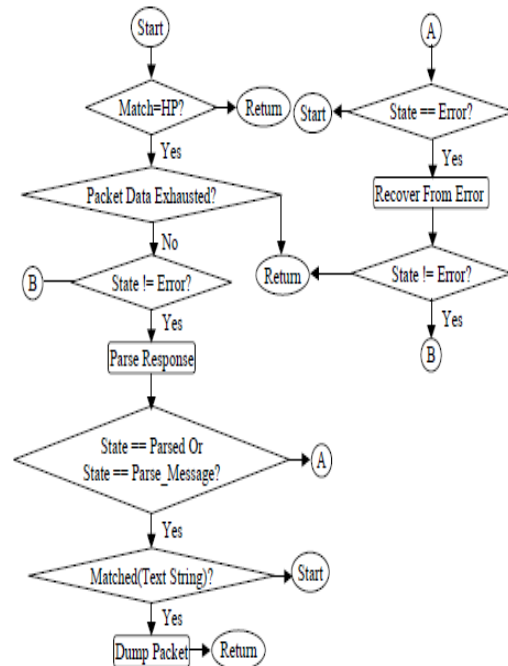 Start
Match=HP?
Return
Yes
Packet Data Exhausted?
No
B
State != Error?
Yes
Parse Response
State == Parsed Or
State == Parse_Message?
A
Yes
Matched(Text String)?
Start
Yes
Dump Packet
Return
A
State == Error?
Start
Yes
Recover From Error
State != Error?
Return
Yes
B